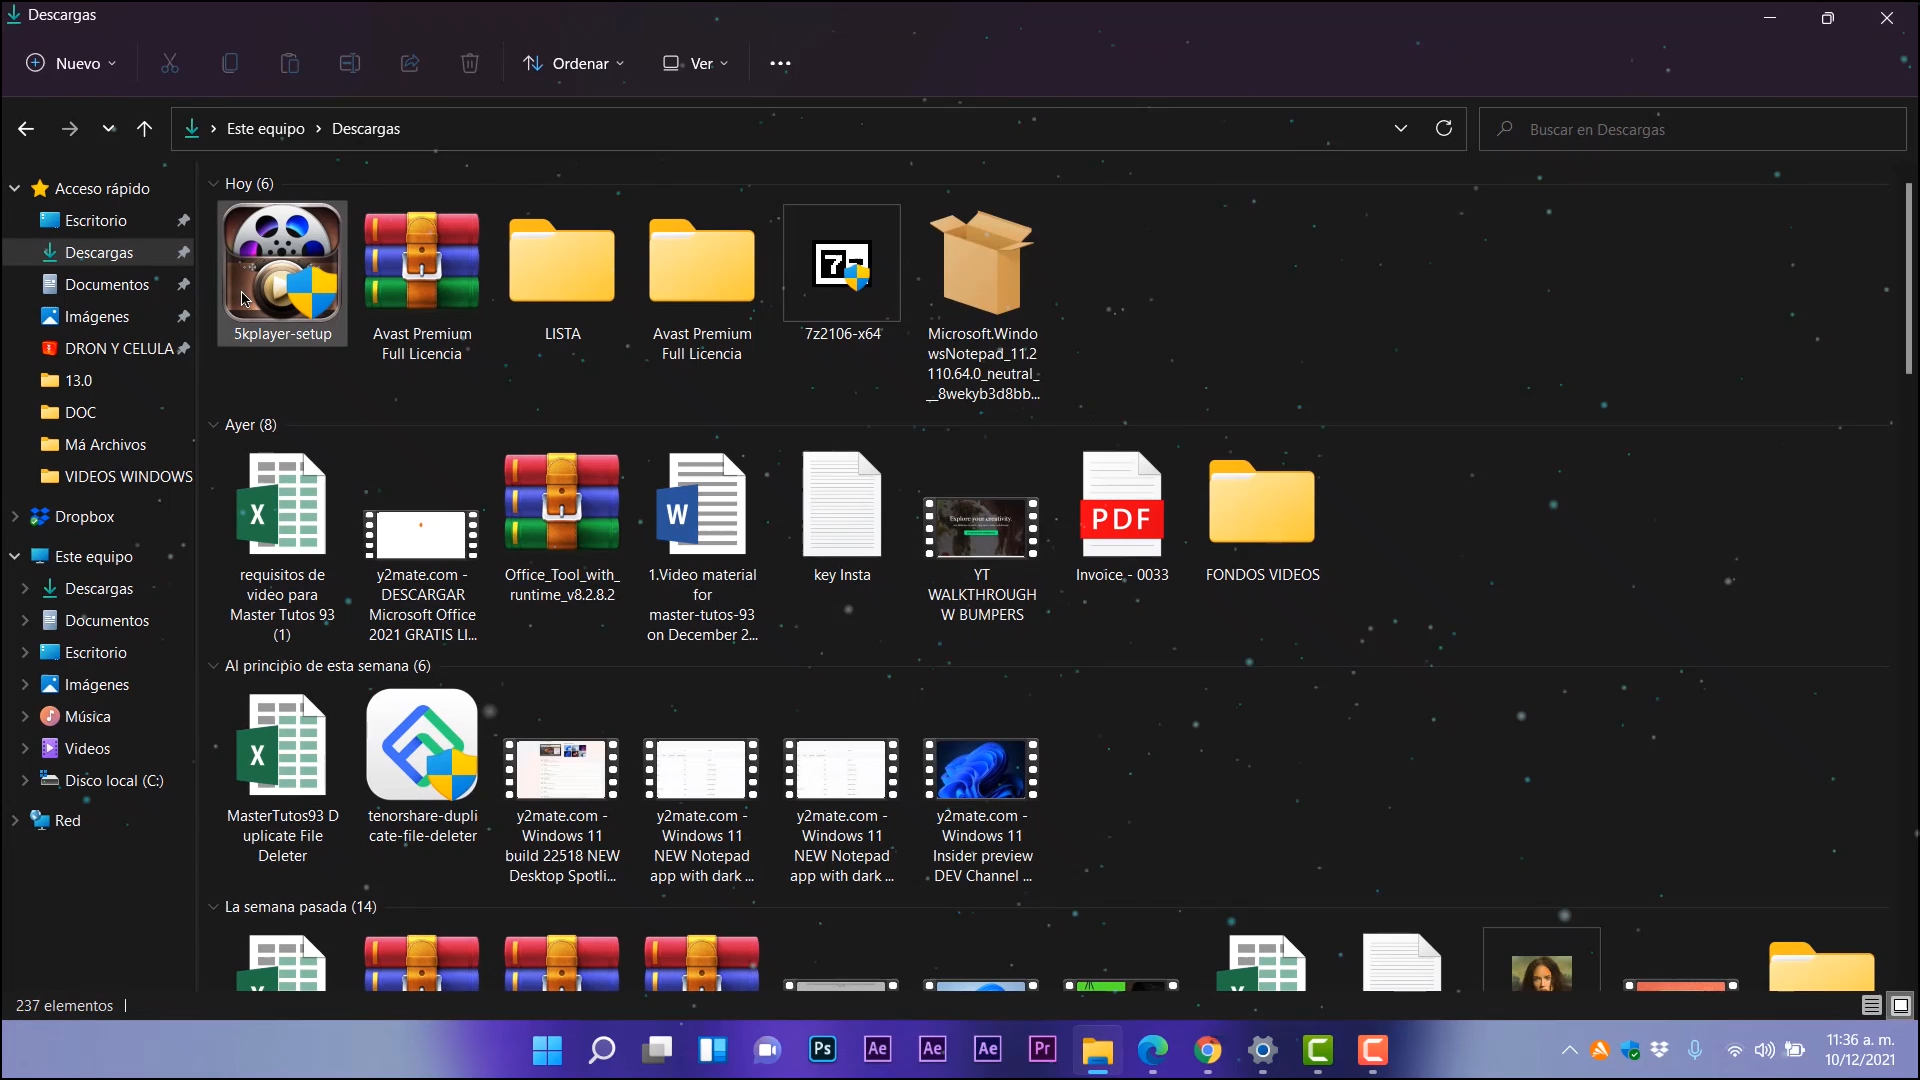 Descargas
Nuevo
Ordenar
Ver
Este equipo
Descargas
Buscar en Descargas
Acceso rápido
Escritorio
Descargas
Documentos
Imágenes
DRON Y CELULA
13.0
DOC
Má Archivos
VIDEOS WINDOWS
Dropbox
Este equipo
Descargas
Documentos
Escritorio
Imágenes
Música
Videos
Disco local (C:)
Red
Hoy (6)
5kplayer-setup
Avast Premium
Full Licencia
LISTA
Avast Premium
Full Licencia
7z
7z2106-x64
Microsoft.Windo
wsNotepad_11.2
110.64.0_neutral_
_8wekyb3d8bb...
Ayer (8)
X
requisitos de
video para
Master Tutos 93
(1)
y2mate.com -
DESCARGAR
Microsoft Office
2021 GRATIS LI...
Office_Tool_with_
runtime_v8.2.8.2
W
1.Video material
for
master-tutos-93
on December 2...
key Insta
Explore your creativity.
YT
WALKTHROUGH
W BUMPERS
PDF
Invoice - 0033
FONDOS VIDEOS
Al principio de esta semana (6)
X
MasterTutos93 D
uplicate File
Deleter
tenorshare-dupli
cate-file-deleter
y2mate.com -
Windows 11
build 22518 NEW
Desktop Spotli...
y2mate.com -
Windows 11
NEW Notepad
app with dark ...
y2mate.com -
Windows 11
NEW Notepad
app with dark ...
y2mate.com -
Windows 11
Insider preview
DEV Channel ...
La semana pasada (14)
237 elementos
Ps
Ae
Ae
Ae
Pr
11:36 a. m.
10/12/2021